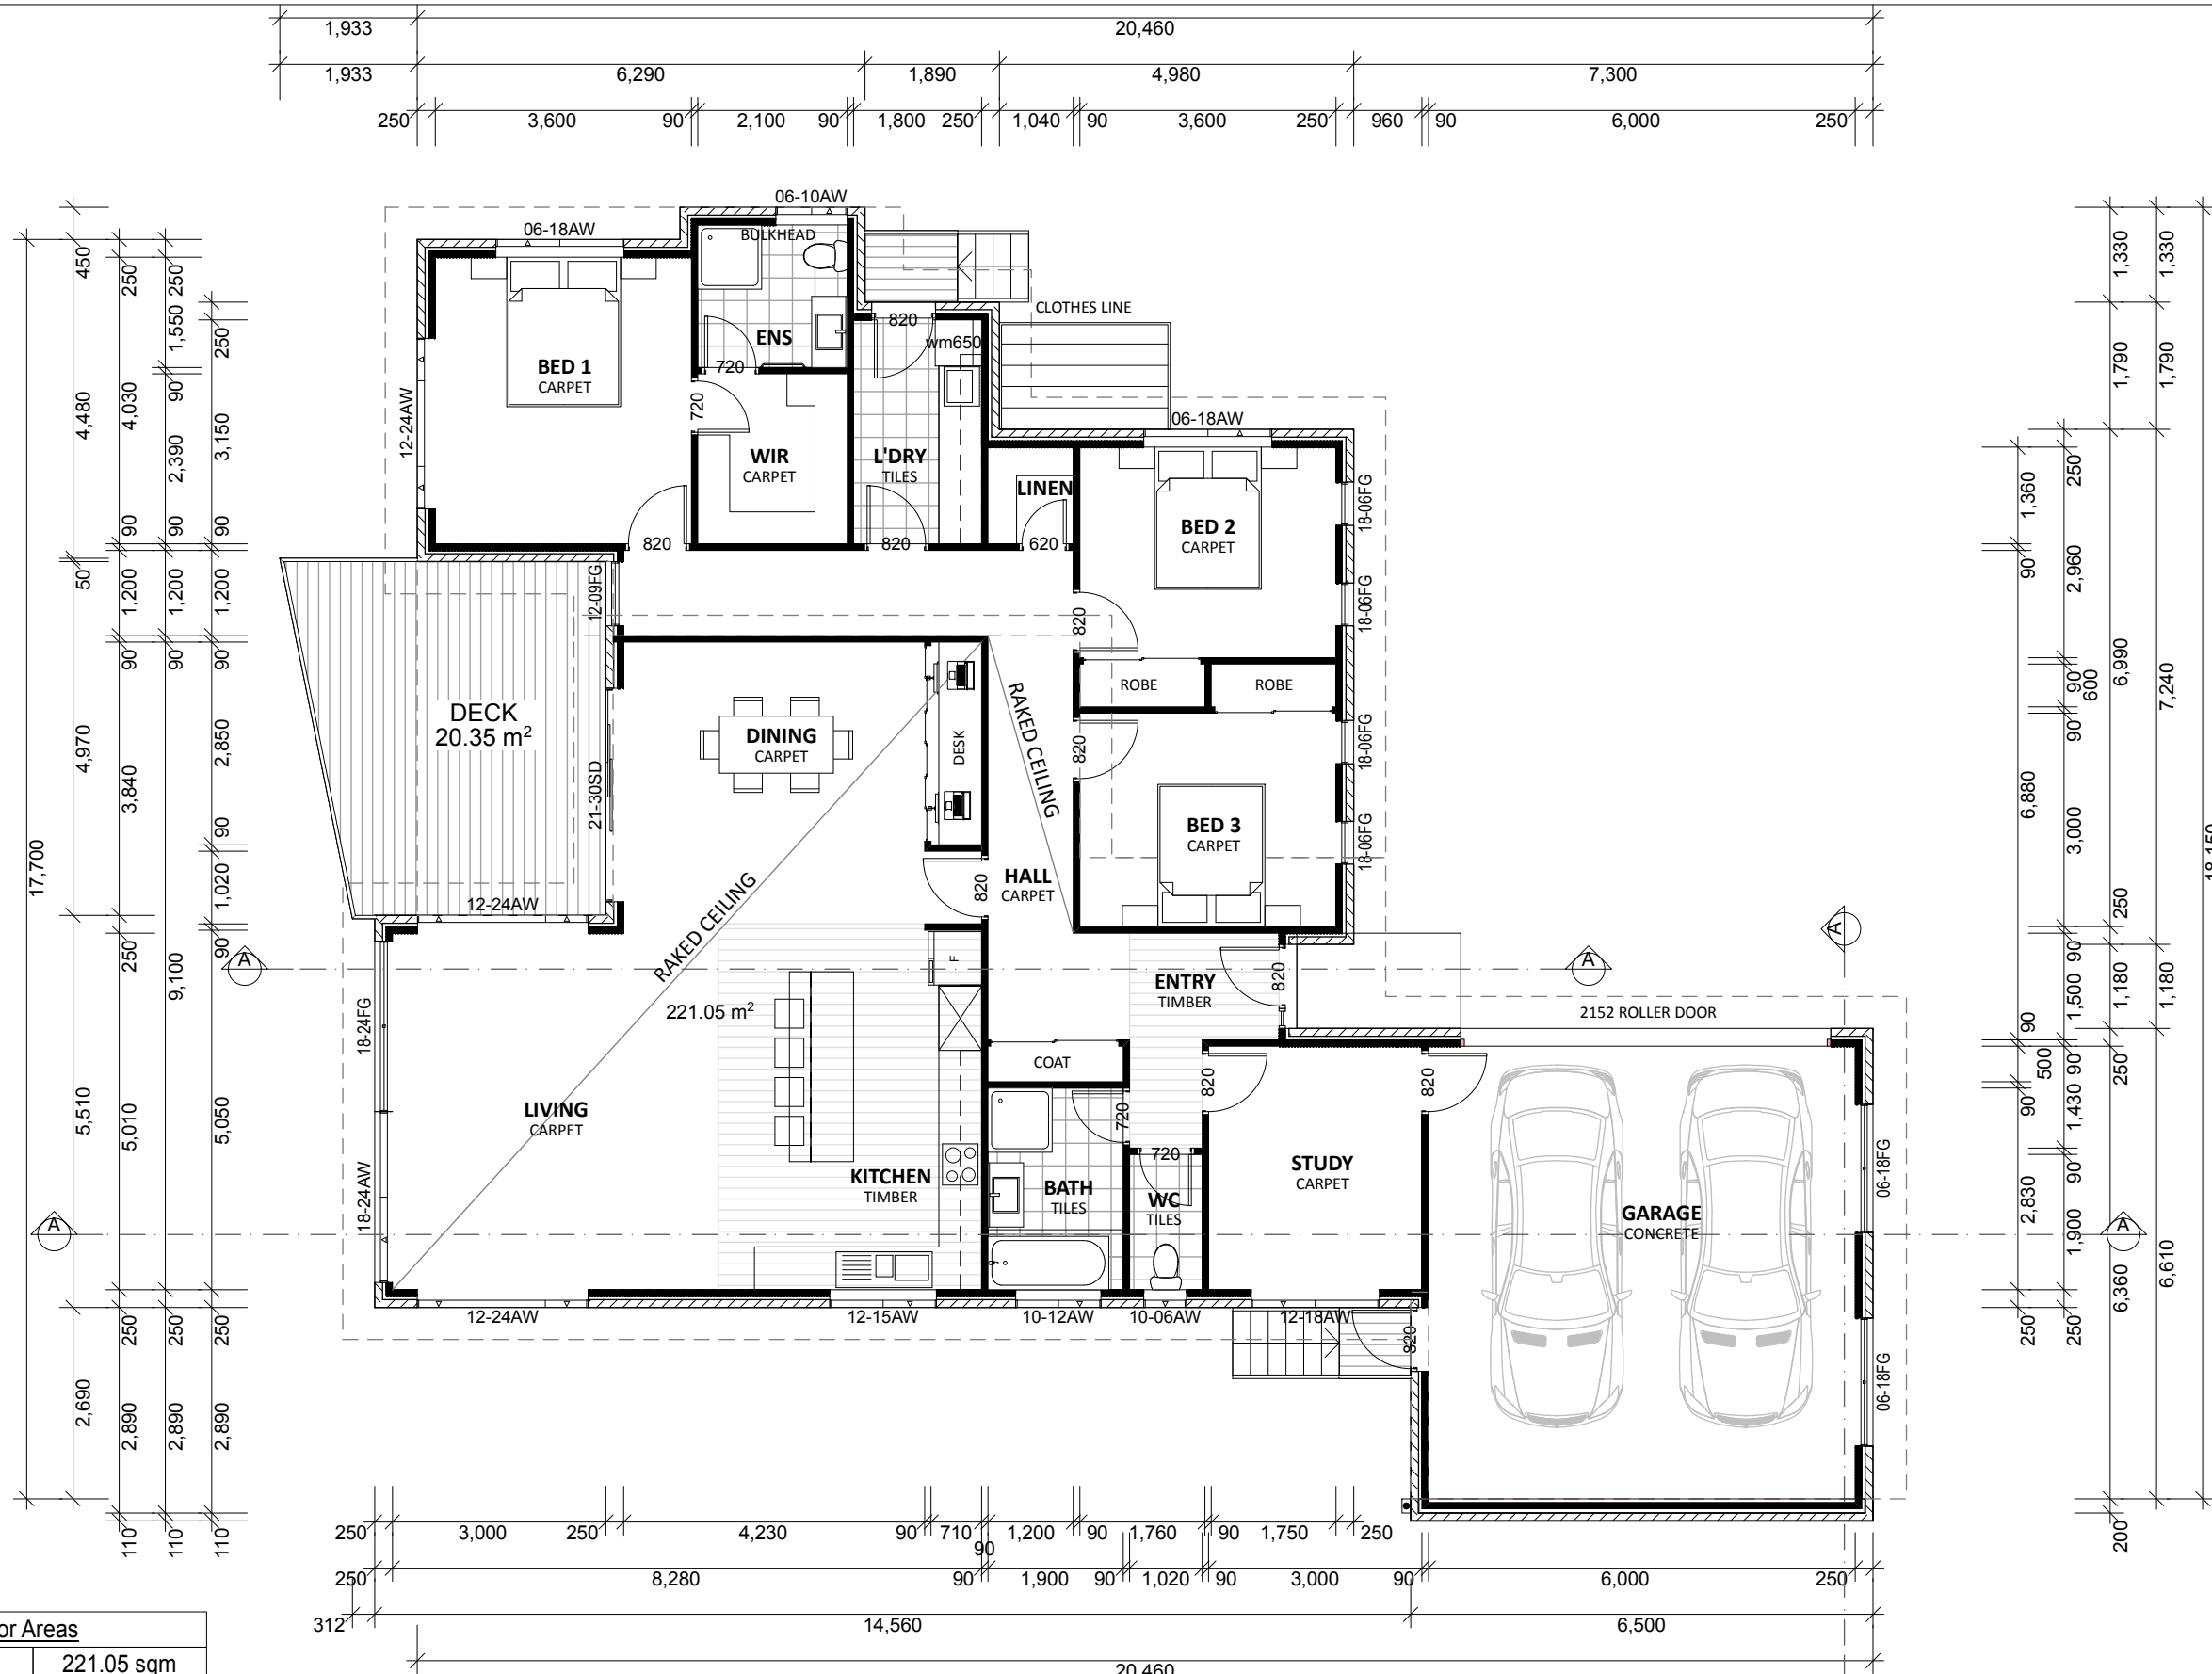 1,933 20,460
1,933 6,290 1,890 4,980 7,300
250 3,600 90 2,100 90 1,800 250 1,040 90 3,600 250 960 90 6,000 250
06-10AW
06-18AW
BULKHEAD
CLOTHES LINE
820
wm650
ENS
BED 1
CARPET
720
720
12-24AW
06-18AW
WIR
CARPET
L'DRY
TILES
LINEN
18-06FG
BED 2
CARPET
820
820
620
12-09FG
18-06FG
820
ROBE
ROBE
RAKED CEILING
DECK
20.35 m²
DINING
CARPET
DESK
820
18-06FG
21-30SD
BED 3
CARPET
18-06FG
HALL
CARPET
820
RAKED CEILING
12-24AW
A
F
A
A
ENTRY
TIMBER
820
221.05 m²
2152 ROLLER DOOR
18-24FG
COAT
820
820
LIVING
CARPET
720
720
KITCHEN
TIMBER
BATH
TILES
WC
TILES
STUDY
CARPET
06-18FG
18-24AW
GARAGE
CONCRETE
A
A
12-24AW
12-15AW
10-12AW
10-06AW
12-18AW
820
06-18FG
17,700
450
4,480
50
4,970
5,510
2,690
250
4,030
90
1,200
90
3,840
250
5,010
250
2,890
110
250
1,550
90
2,390
90
1,200
90
9,100
250
2,890
110
250
3,150
90
1,200
90
2,850
90
1,020
90
5,050
250
2,890
110
1,360
90
6,880
90
500
90
2,830
250
250
2,960
90
600
90
3,000
90
1,500
90
1,430
90
1,900
250
1,330
1,790
6,990
250
1,180
250
6,360
200
1,330
1,790
7,240
1,180
6,610
18,150
250 3,000 250 4,230 90 710 90 1,200 90 1,760 90 1,750 250
250 8,280 90 1,900 90 1,020 90 3,000 90 6,000 250
312 14,560 6,500
20,460
or Areas
221.05 sqm